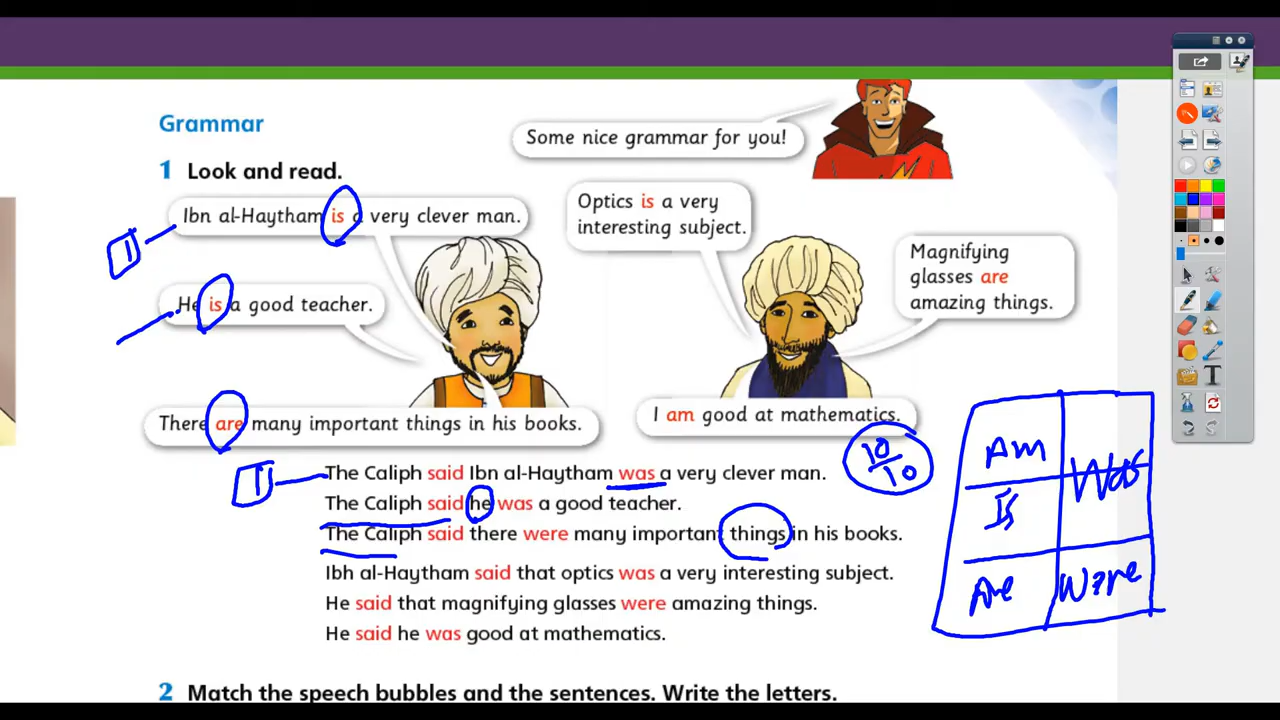 Grammar
Some nice grammar for you!
1 Look and read.
Ibn al-Haytham is a very clever man.
Optics is a very
interesting subject.
Magnifying
glasses are
amazing things.
He is a good teacher.
There are many important things in his books.
I am good at mathematics.
10/10
1
1
The Caliph said Ibn al-Haytham was a very clever man.
The Caliph said he was a good teacher.
The Caliph said there were many important things in his books.
Ibh al-Haytham said that optics was a very interesting subject.
He said that magnifying glasses were amazing things.
He said he was good at mathematics.
Am
Was
Is
Are
Were
2 Match the speech bubbles and the sentences. Write the letters.
T